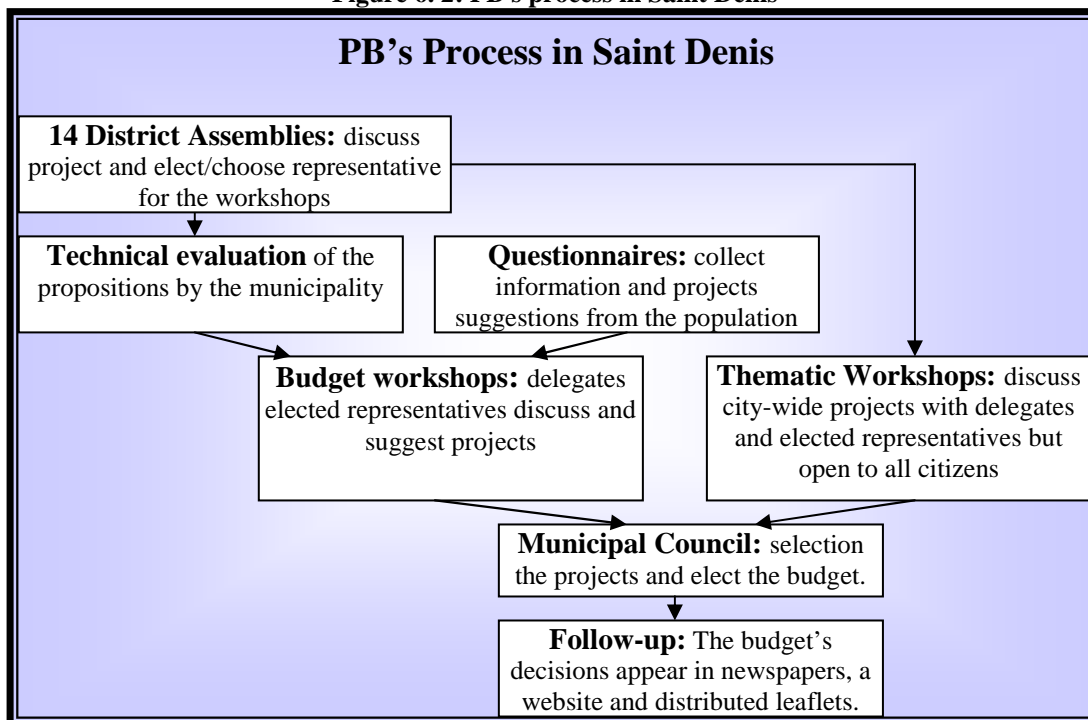 Figure 6. 2: PB's process in Saint Denis
PB's Process in Saint Denis
14 District Assemblies: discuss
project and elect/choose representative
for the workshops
Technical evaluation of the
propositions by the municipality
Questionnaires: collect
information and projects
suggestions from the population
Budget workshops: delegates
elected representatives discuss and
suggest projects
Thematic Workshops: discuss
city-wide projects with delegates
and elected representatives but
open to all citizens
Municipal Council: selection
the projects and elect the budget.
Follow-up: The budget's
decisions appear in newspapers, a
website and distributed leaflets.